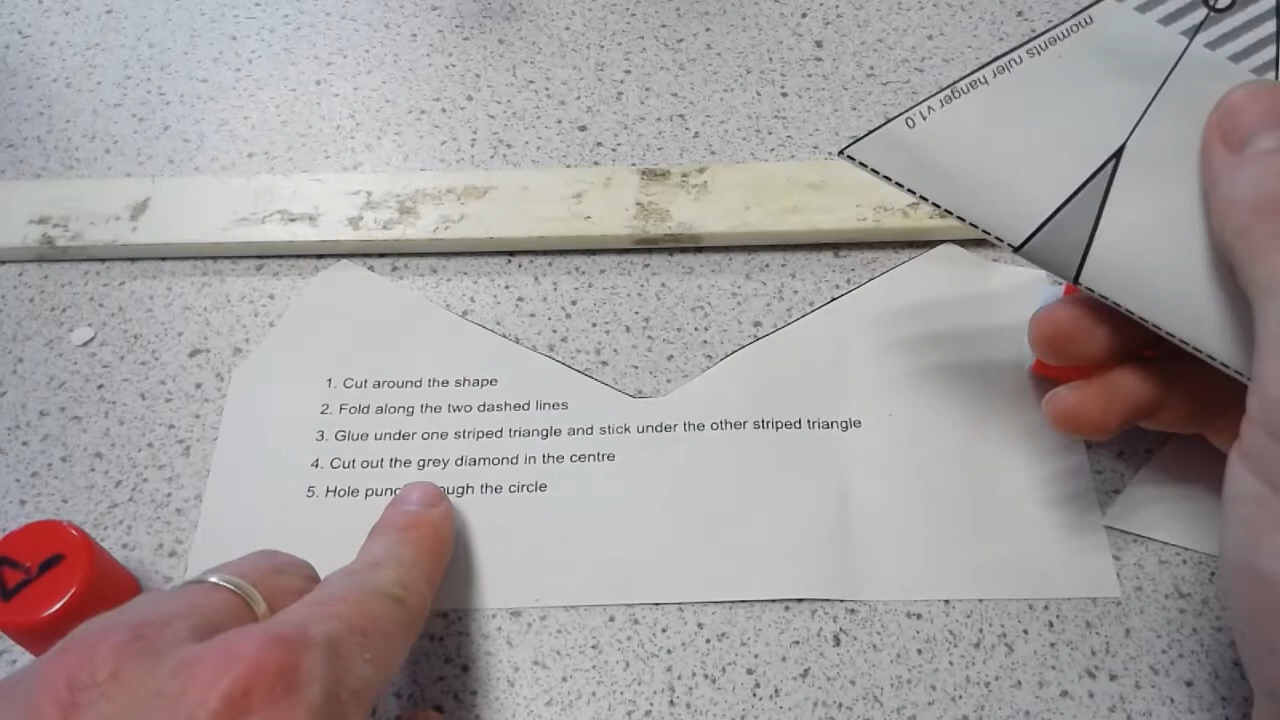 moments ruler hanger v1.0
1. Cut around the shape
2. Fold along the two dashed lines
3. Glue under one striped triangle and stick under the other striped triangle
4. Cut out the grey diamond in the centre
5. Hole punch through the circle